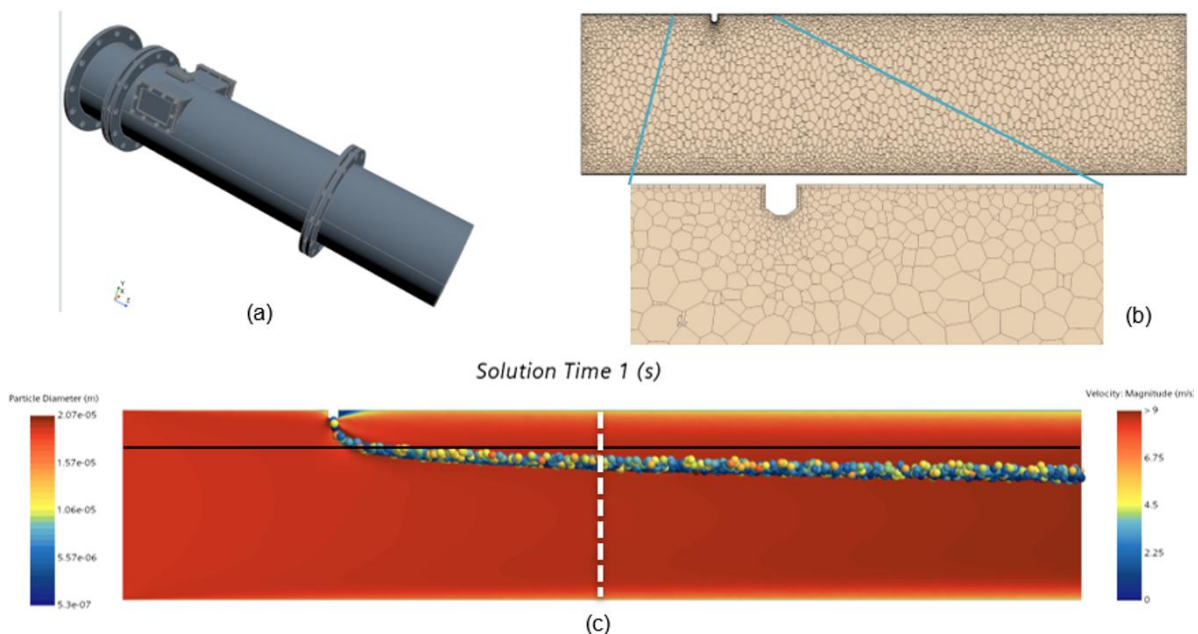 Y
X
Z
(a)
(b)
Solution Time 1 (s)
Particle Diameter (m)
2.07e-05
1.57e-05
1.06e-05
5.57e-06
5.3e-07
Velocity: Magnitude (m/s)
> 9
6.75
4.5
2.25
0
(c)